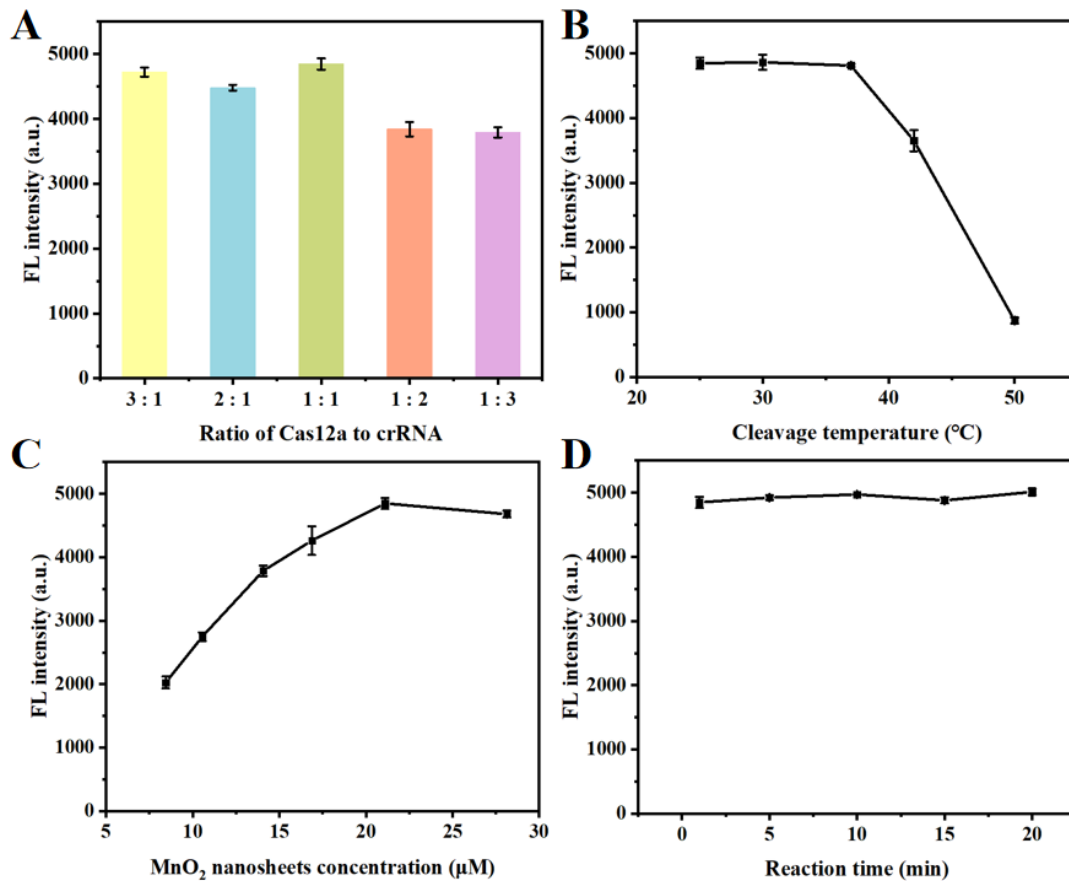 A
FL intensity (a.u.)
5000
4000
3000
2000
1000
0
3 : 1 2 : 1 1 : 1 1 : 2 1 : 3
Ratio of Cas12a to crRNA
B
FL intensity (a.u.)
5000
4000
3000
2000
1000
0
20 30 40 50
Cleavage temperature (°C)
C
FL intensity (a.u.)
5000
4000
3000
2000
1000
0
5 10 15 20 25 30
MnO₂ nanosheets concentration (μM)
D
FL intensity (a.u.)
5000
4000
3000
2000
1000
0
0 5 10 15 20
Reaction time (min)